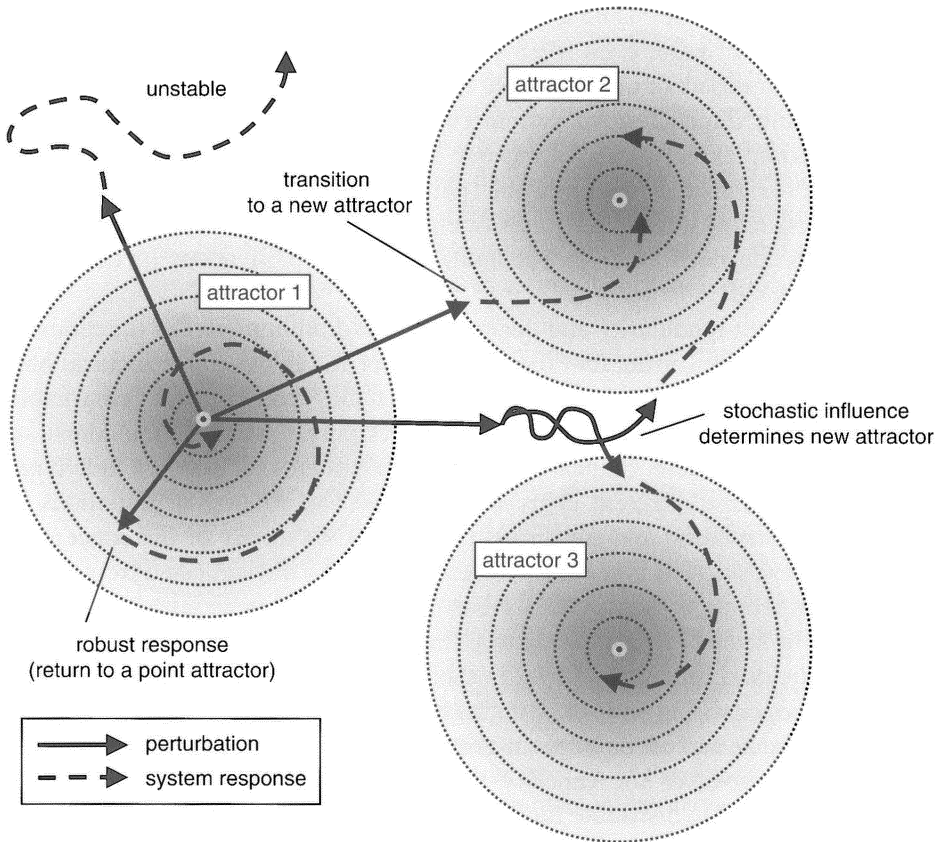 unstable
attractor 2
transition
to a new attractor
attractor 1
stochastic influence
determines new attractor
attractor 3
robust response
(return to a point attractor)
perturbation
system response